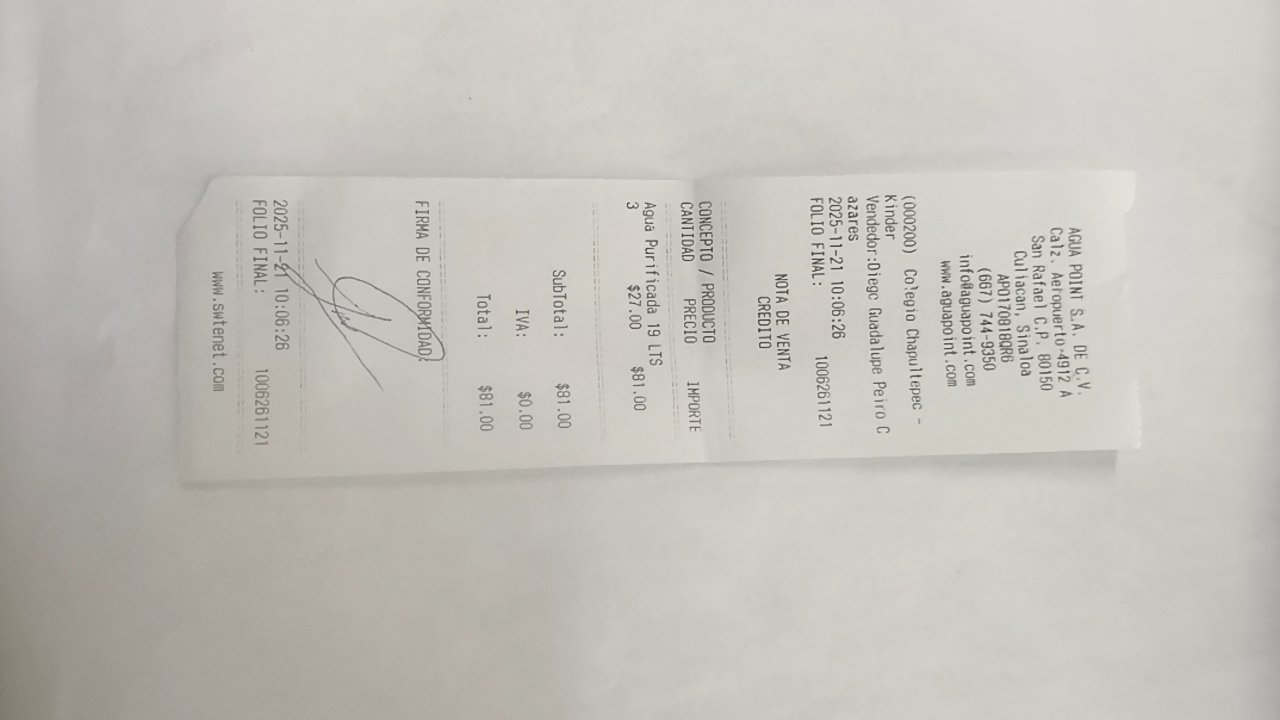 AGUA POINT S.A. DE C.V.
Calz. Aeropuerto 4912 A
San Rafael C.P. 80150
Culiacan, Sinaloa
APO170818QR6
(667) 744-9350
info@aguapoint.com
www.aguapoint.com
(000200) Colegio Chapultepec -
Kinder
Vendedor:Diego Guadalupe Peiro C
azares
2025-11-21 10:06:26
FOLIO FINAL: 1006261121
NOTA DE VENTA
CREDITO
CONCEPTO / PRODUCTO
CANTIDAD PRECIO IMPORTE
Agua Purificada 19 LTS
3 $27.00 $81.00
SubTotal: $81.00
IVA: $0.00
Total: $81.00
FIRMA DE CONFORMIDAD:
2025-11-21 10:06:26
FOLIO FINAL: 1006261121
www.swtenet.com